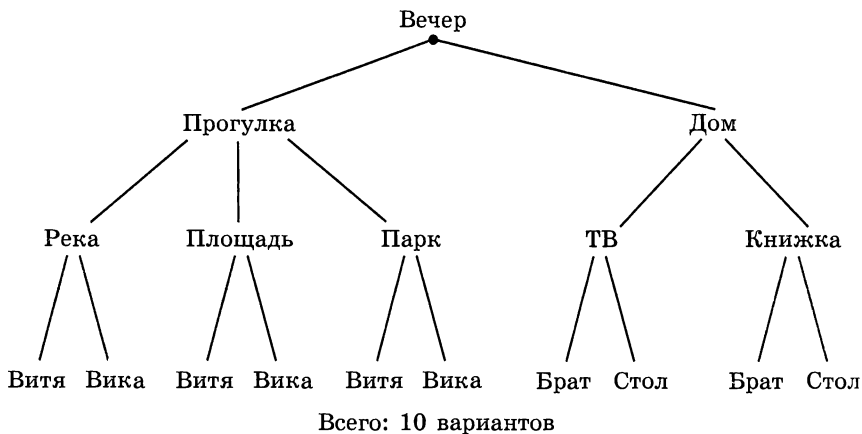 Вечер
Прогулка Дом
Река Площадь Парк ТВ Книжка
Витя Вика Витя Вика Витя Вика Брат Стол Брат Стол
Всего: 10 вариантов